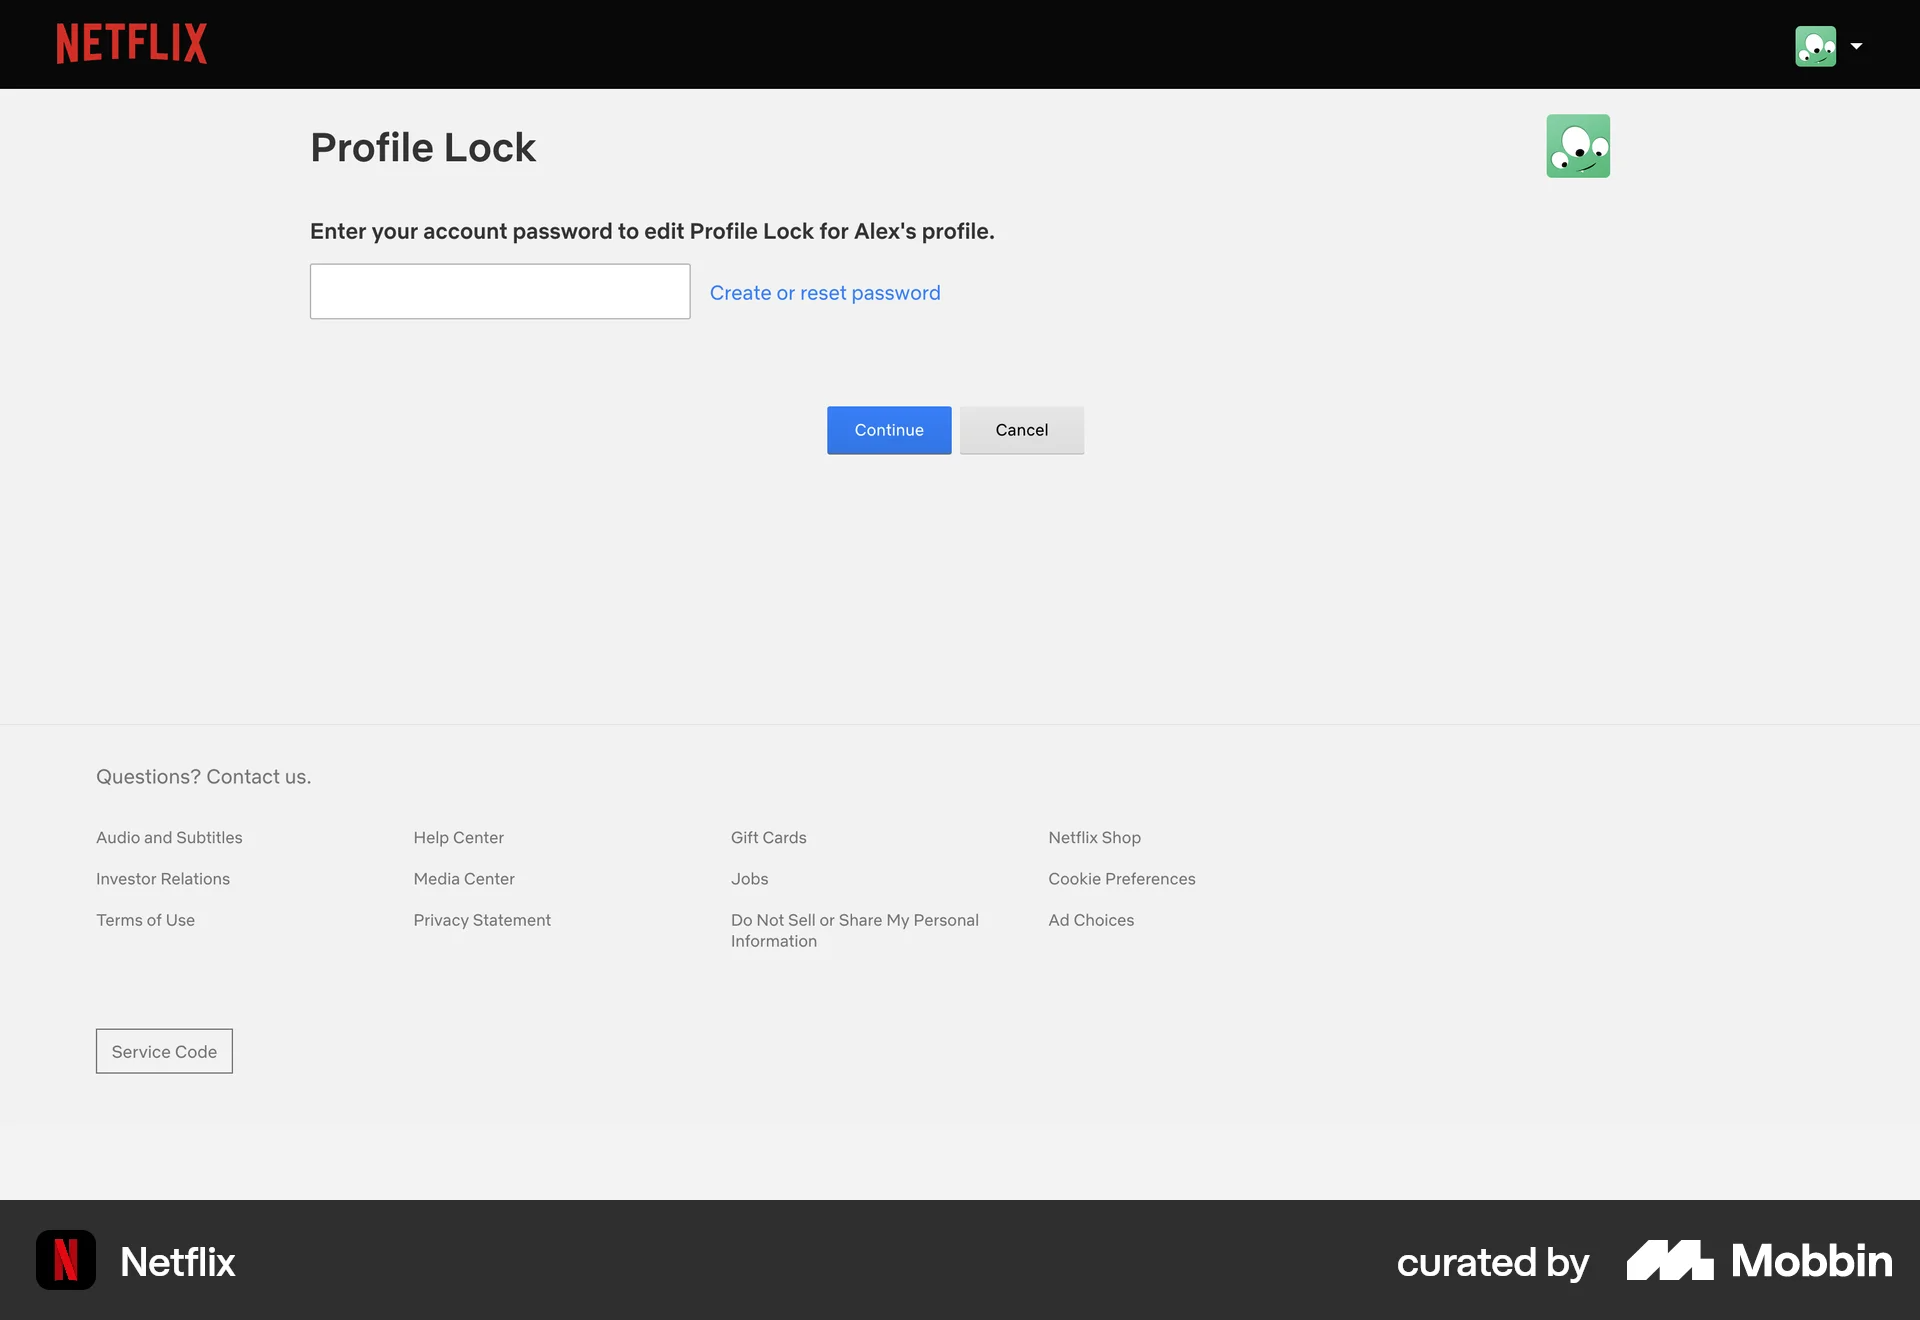 NETFLIX
Profile Lock
Enter your account password to edit Profile Lock for Alex's profile.
Create or reset password
Continue
Cancel
Questions? Contact us.
Audio and Subtitles
Help Center
Gift Cards
Netflix Shop
Investor Relations
Media Center
Jobs
Cookie Preferences
Terms of Use
Privacy Statement
Do Not Sell or Share My Personal
Information
Ad Choices
Service Code
N
Netflix
curated by
Mobbin